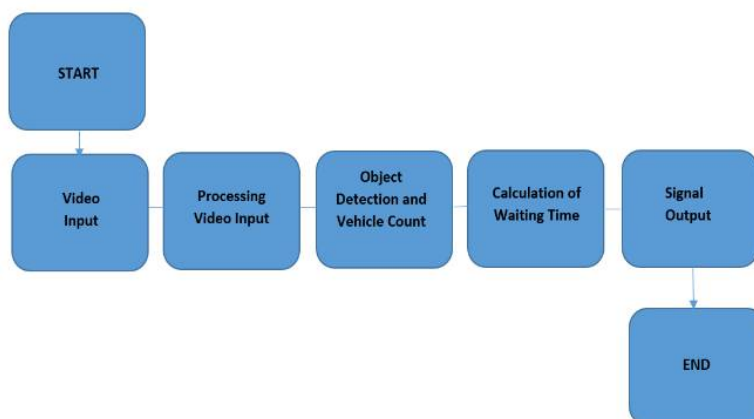 START
Video
Input
Processing
Video Input
Object
Detection and
Vehicle Count
Calculation of
Waiting Time
Signal
Output
END